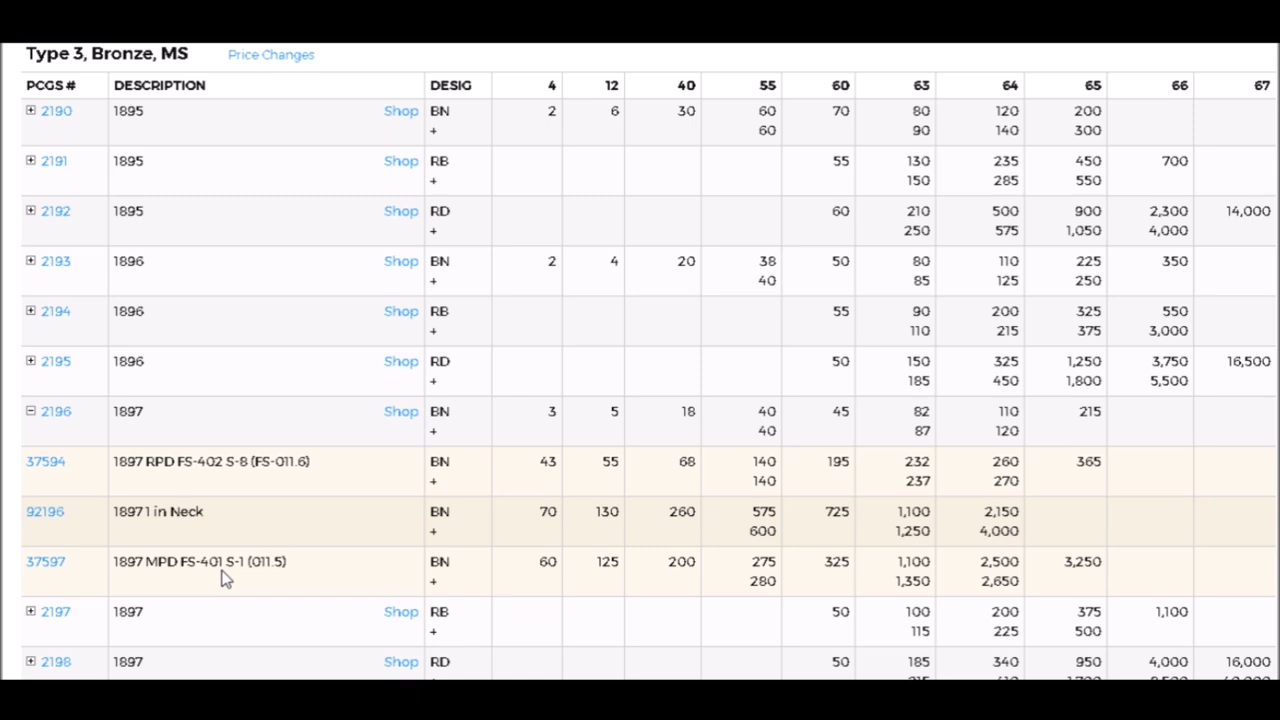 Type 3, Bronze, MS Price Changes
PCGS # DESCRIPTION DESIG 4 12 40 55 60 63 64 65 66 67
2190 1895 Shop BN 2 6 30 60 70 80 120 200
+ 60 90 140 300
2191 1895 Shop RB 55 130 235 450 700
+ 150 285 550
2192 1895 Shop RD 60 210 500 900 2,300 14,000
+ 250 575 1,050 4,000
2193 1896 Shop BN 2 4 20 38 50 80 110 225 350
+ 40 85 125 250
2194 1896 Shop RB 55 90 200 325 550
+ 110 215 375 3,000
2195 1896 Shop RD 50 150 325 1,250 3,750 16,500
+ 185 450 1,800 5,500
2196 1897 Shop BN 3 5 18 40 45 82 110 215
+ 40 87 120
37594 1897 RPD FS-402 S-8 (FS-011.6) BN 43 55 68 140 195 232 260 365
+ 140 237 270
92196 1897 1 in Neck BN 70 130 260 575 725 1,100 2,150
+ 600 1,250 4,000
37597 1897 MPD FS-401 S-1 (011.5) BN 60 125 200 275 325 1,100 2,500 3,250
+ 280 1,350 2,650
2197 1897 Shop RB 50 100 200 375 1,100
+ 115 225 500
2198 1897 Shop RD 50 185 340 950 4,000 16,000